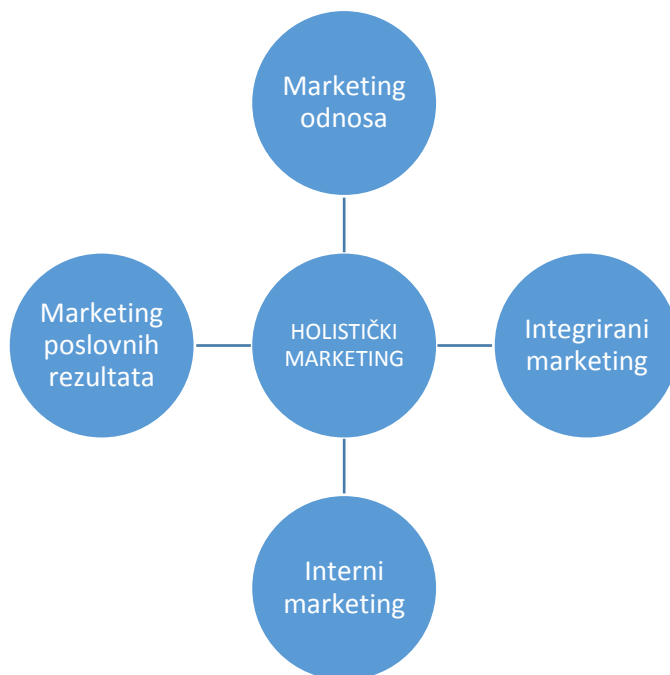 Marketing
odnosa
Marketing
poslovnih
rezultata
HOLISTIČKI
MARKETING
Integrirani
marketing
Interni
marketing